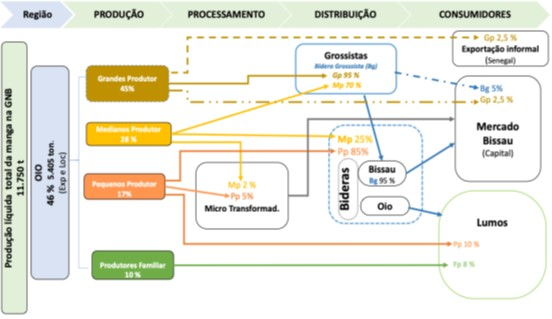 Região
PRODUÇÃO
PROCESSAMENTO
DISTRIBUIÇÃO
CONSUMIDORES
Produção líquida total da manga na GNB
11.750 t
OIO
46 % 5.405 ton.
(Exp e Loc)
Grandes Produtor
45%
Medianos Produtor
28 %
Pequenos Produtor
17%
Produtores Familiar
10 %
Mp 2 %
Pp 5%
Micro Transformad.
Grossistas
Bidera Grossiste (Bg)
Gp 95 %
Mp 70 %
Mp 25%
Pp 85%
Bideras
Bissau
Bg 95 %
Oio
Gp 2,5 %
Exportação informal
(Senegal)
Bg 5%
Gp 2,5 %
Mercado
Bissau
(Capital)
Lumos
Pp 10 %
Fp 8 %